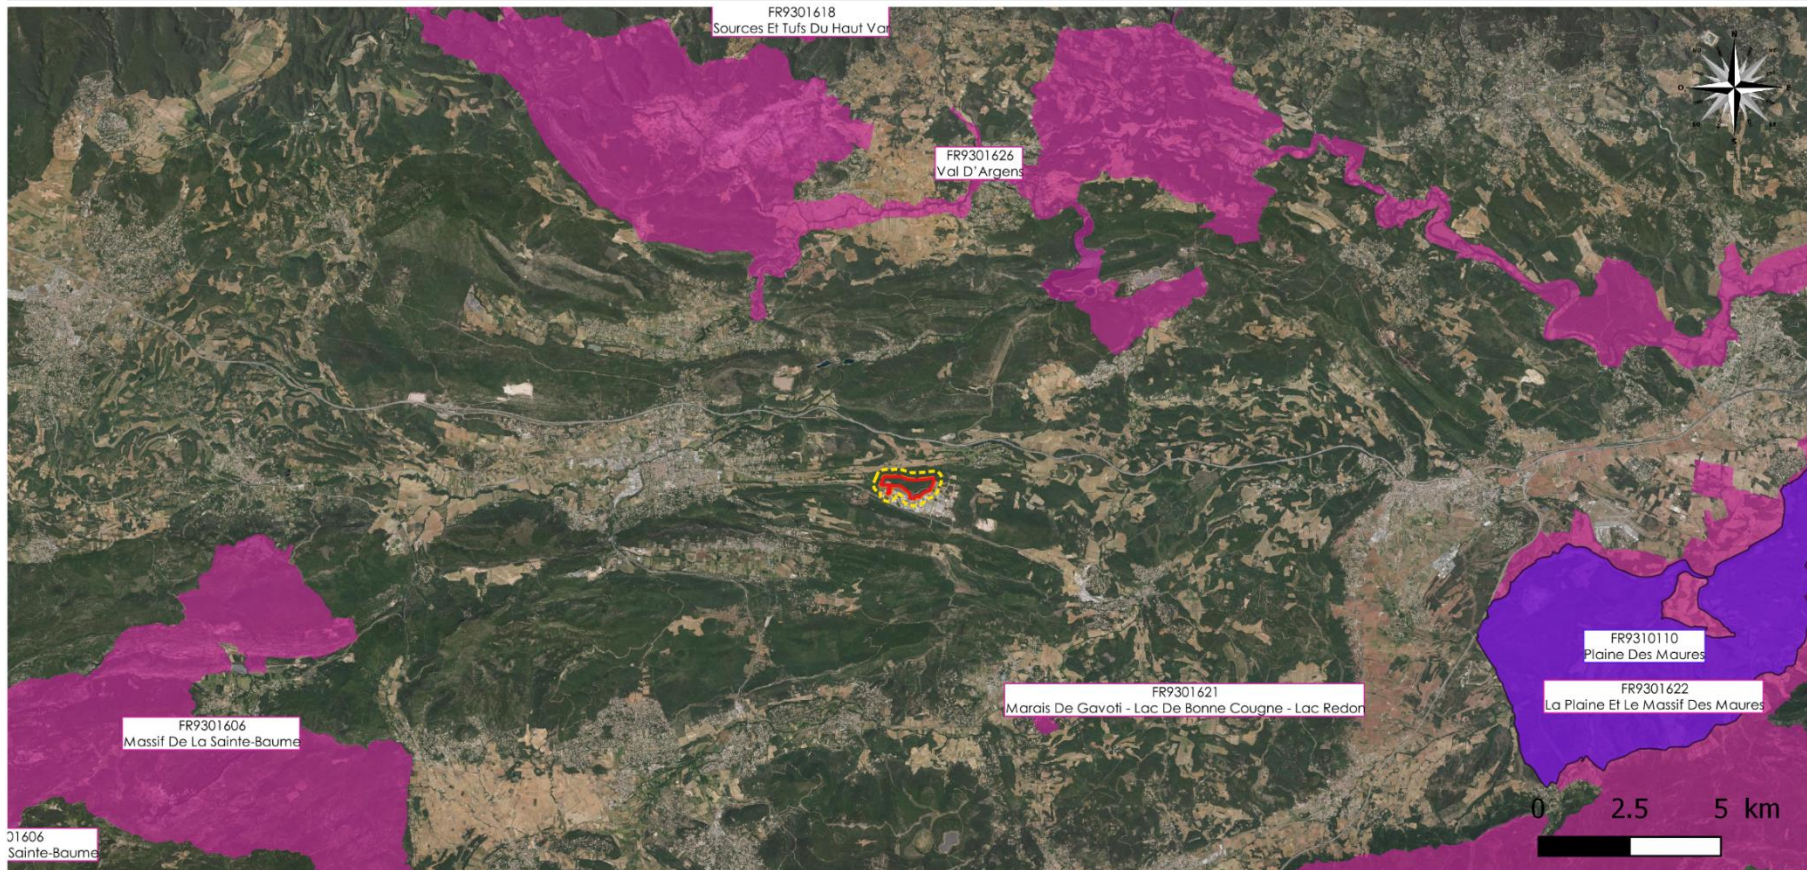 FR9301618
Sources Et Tufs Du Haut Var
N
O
E
S
FR9301626
Val D'Argens
FR9310110
Plaine Des Maures
FR9301621
Marais De Gavoti - Lac De Bonne Cougne - Lac Redon
FR9301622
La Plaine Et Le Massif Des Maures
FR9301606
Massif De La Sainte-Baume
0 2.5 5 km
01606
Sainte-Baume